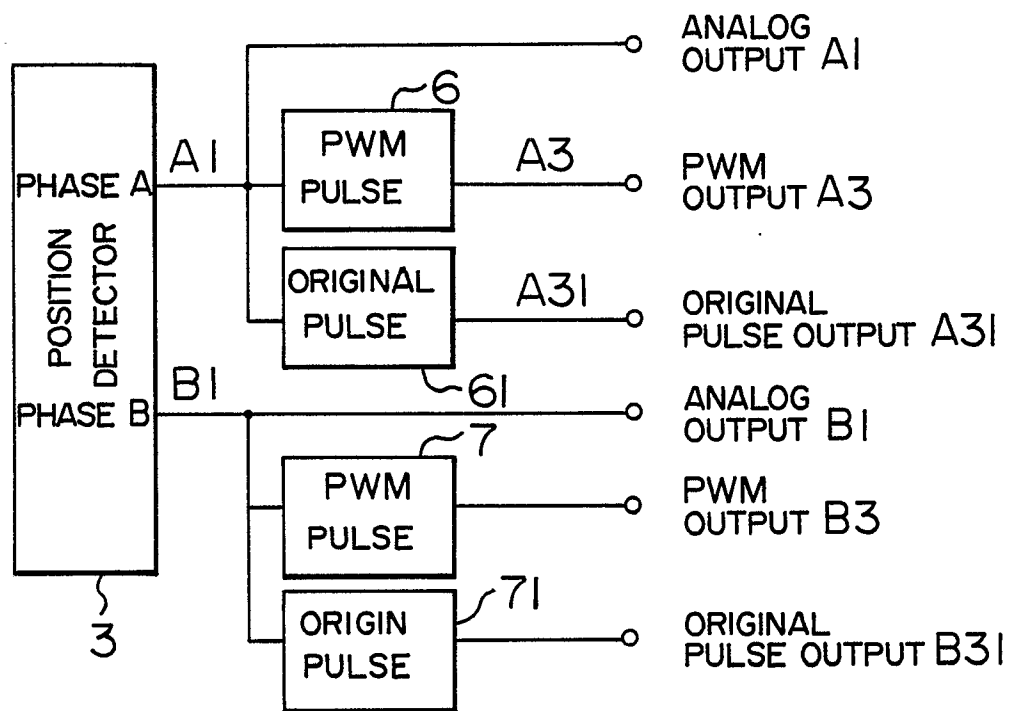 ANALOG
OUTPUT A1
6
PWM
PULSE
A1
A3
PWM
OUTPUT A3
PHASE A
POSITION
DETECTOR
ORIGINAL
PULSE
A31
ORIGINAL
PULSE OUTPUT A31
61
B1
PHASE B
ANALOG
OUTPUT B1
7
PWM
PULSE
PWM
OUTPUT B3
71
ORIGIN
PULSE
ORIGINAL
PULSE OUTPUT B31
3